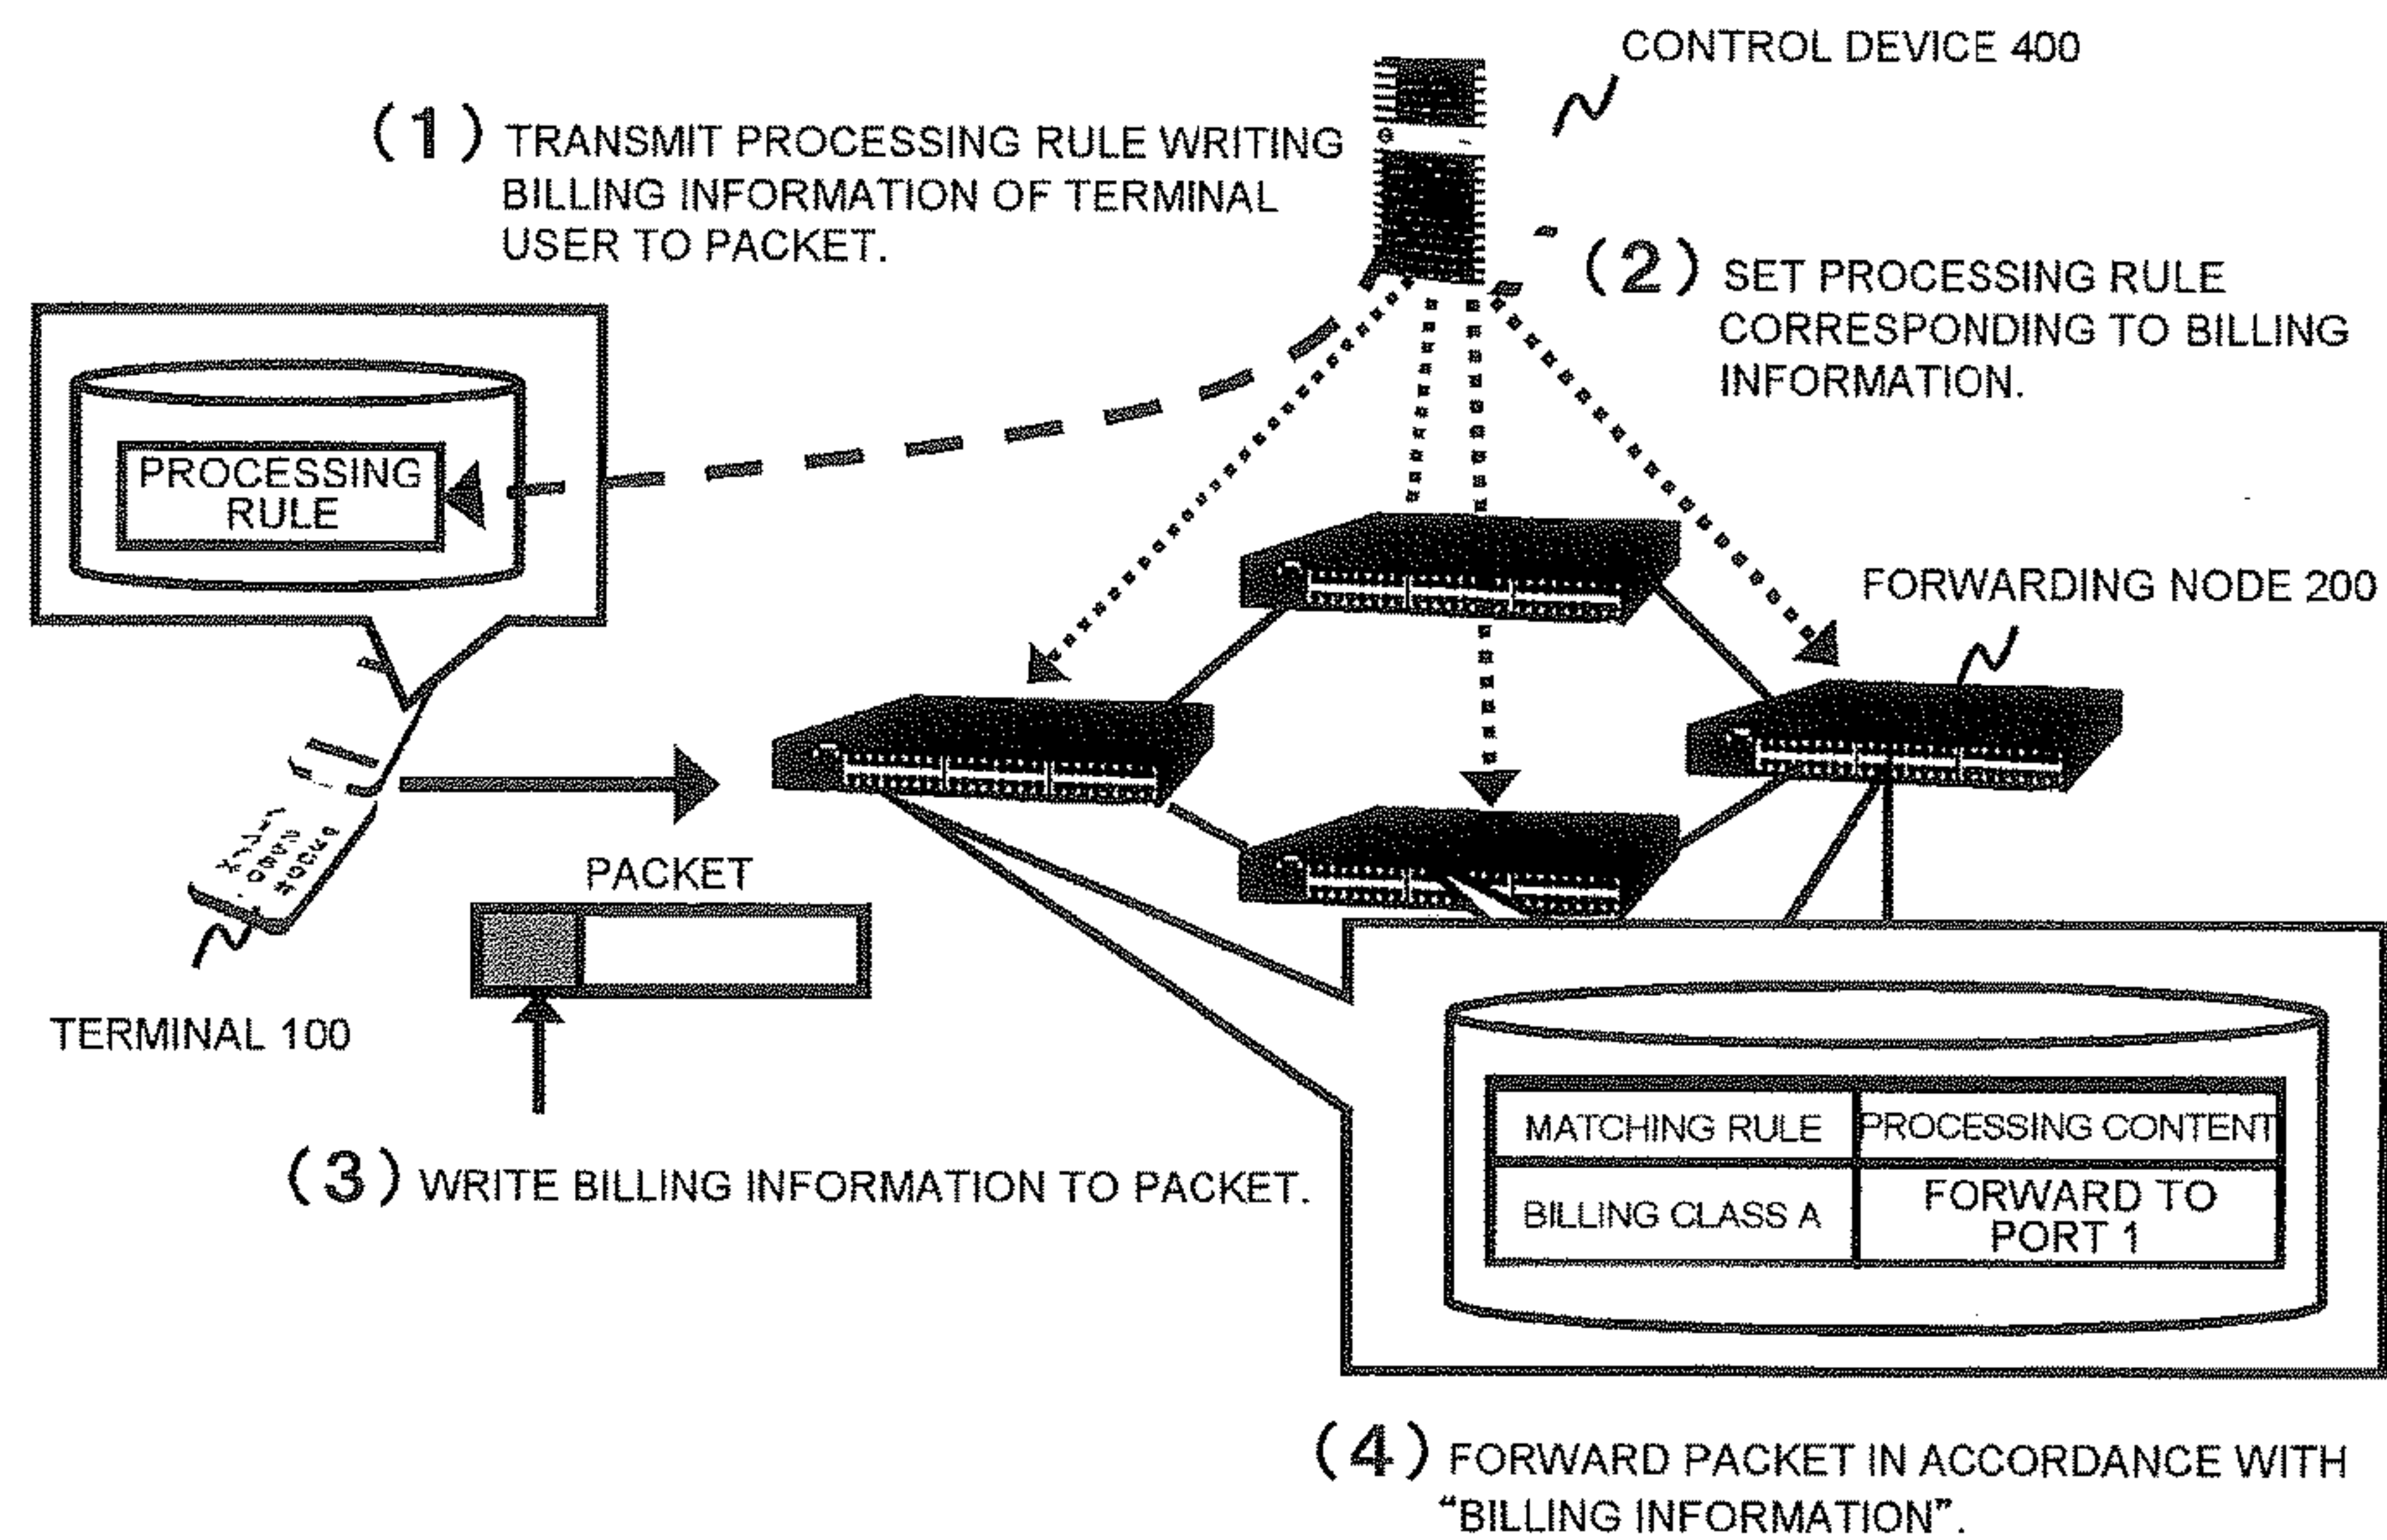 CONTROL DEVICE 400
(1) TRANSMIT PROCESSING RULE WRITING
BILLING INFORMATION OF TERMINAL
USER TO PACKET.
(2) SET PROCESSING RULE
CORRESPONDING TO BILLING
INFORMATION.
PROCESSING
RULE
FORWARDING NODE 200
PACKET
TERMINAL 100
MATCHING RULE PROCESSING CONTENT
BILLING CLASS A FORWARD TO
PORT 1
(3) WRITE BILLING INFORMATION TO PACKET.
(4) FORWARD PACKET IN ACCORDANCE WITH
“BILLING INFORMATION”.